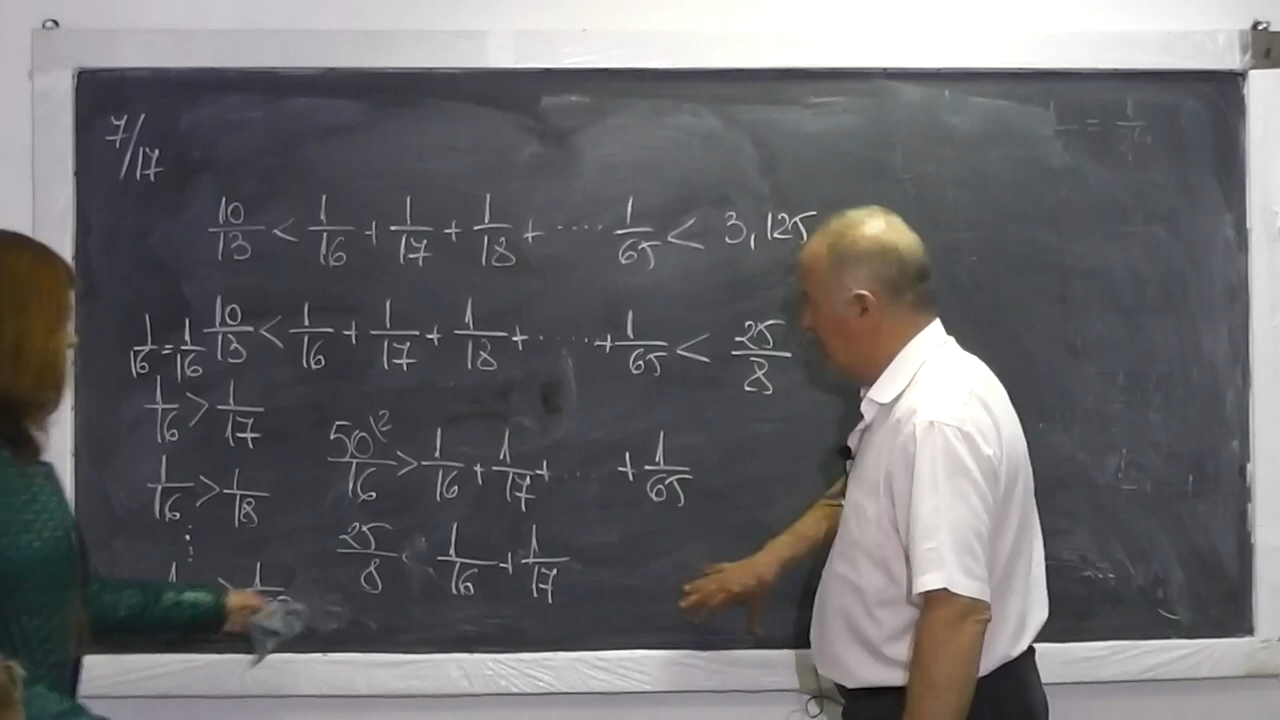 7/17
10/13 < 1/16 + 1/17 + 1/18 + ..... 1/65 < 3,125
10/13 < 1/16 + 1/17 + 1/18 + ..... + 1/65 < 25/8
1/16 = 1/16
1/16 > 1/17
1/16 > 1/18
⋮
50/16 > 1/16 + 1/17 + ... + 1/65
25/8 1/16 + 1/17